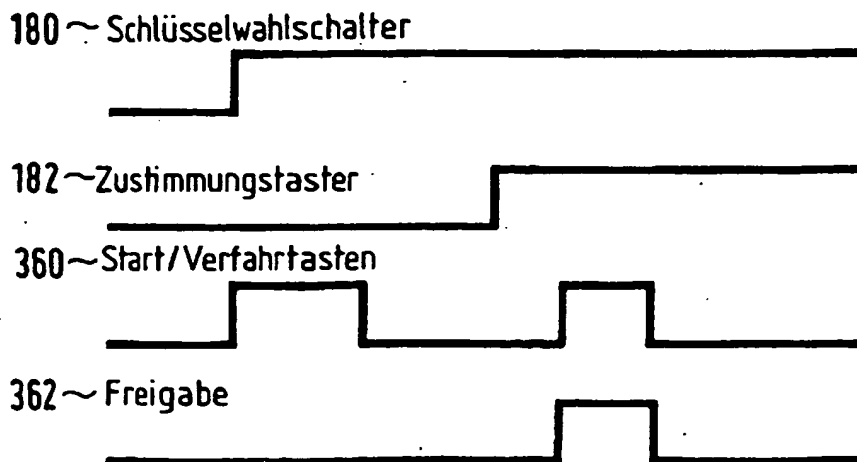 180~ Schlüsselwahlschalter
182~Zustimmungstaster
360~Start/Verfahrtasten
362~ Freigabe